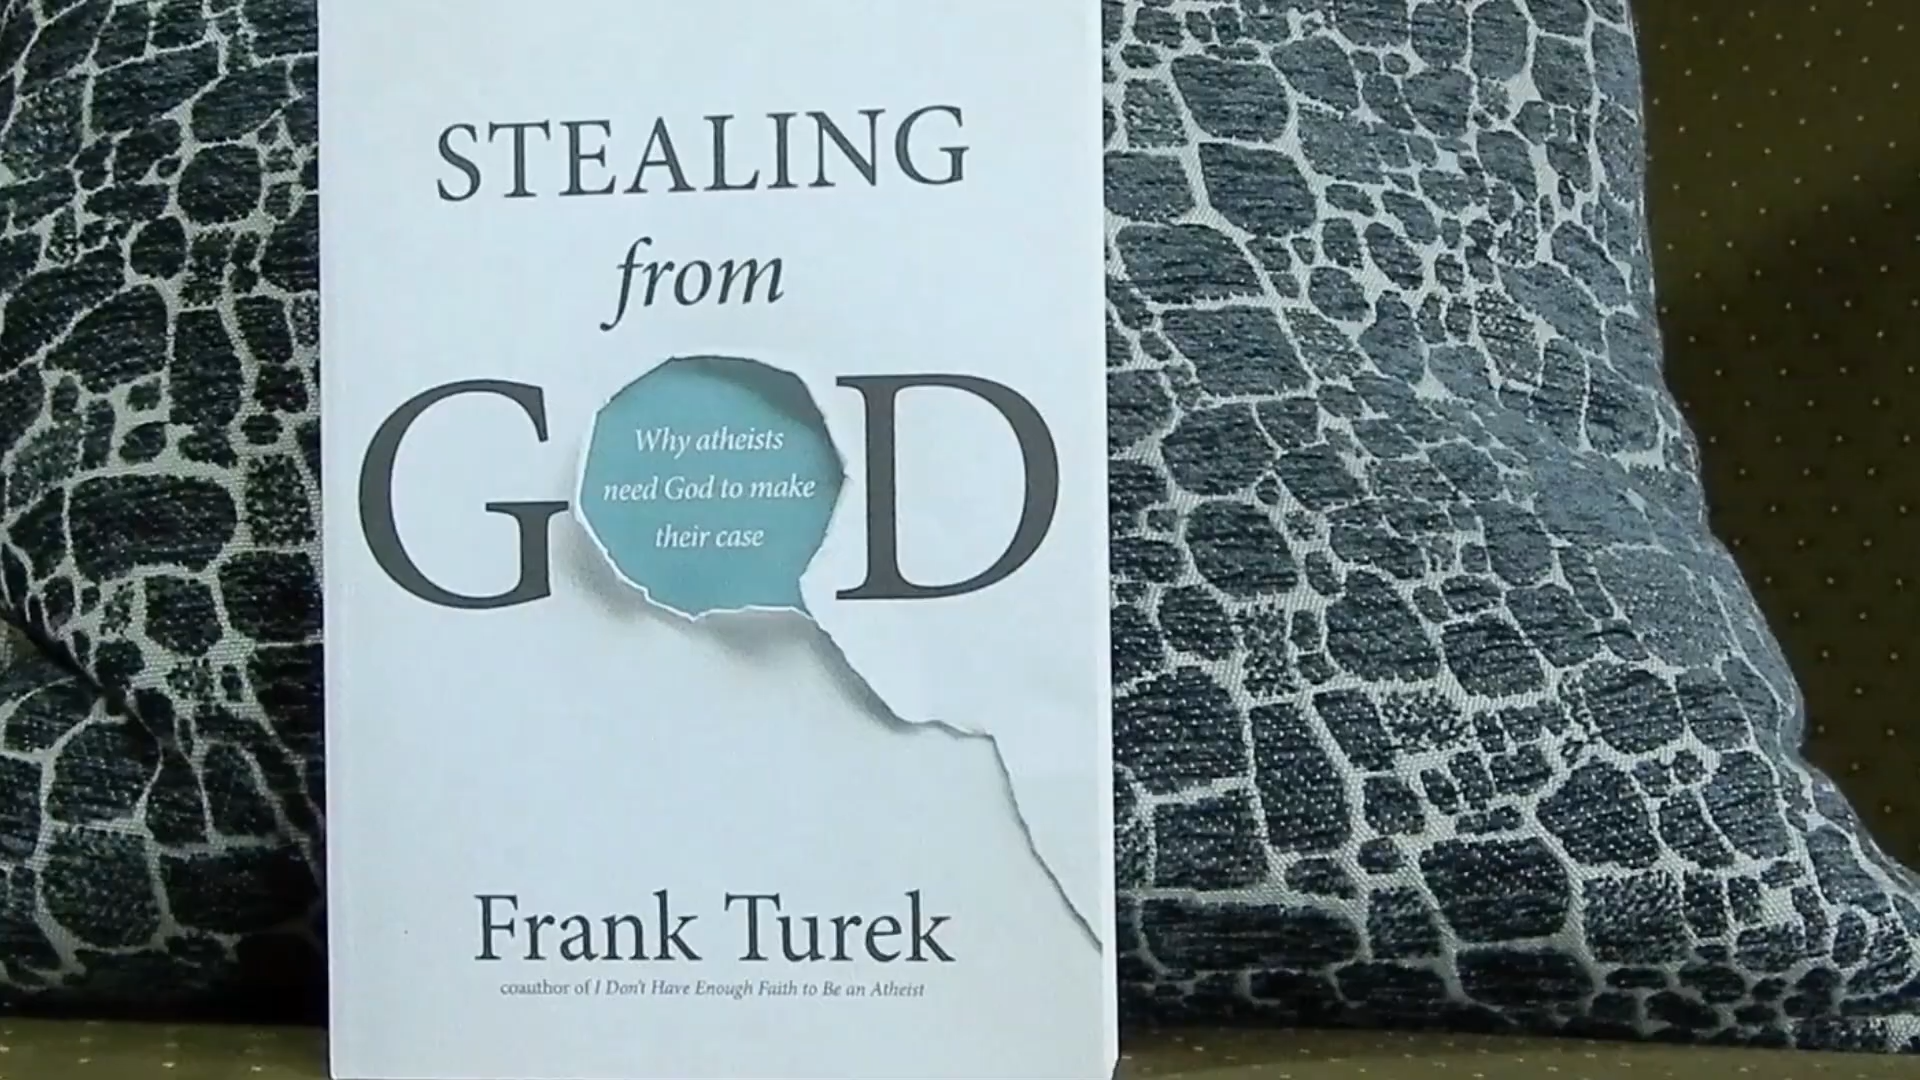 STEALING
from
GOD
Why atheists
need God to make
their case
Frank Turek
coauthor of I Don't Have Enough Faith to Be an Atheist